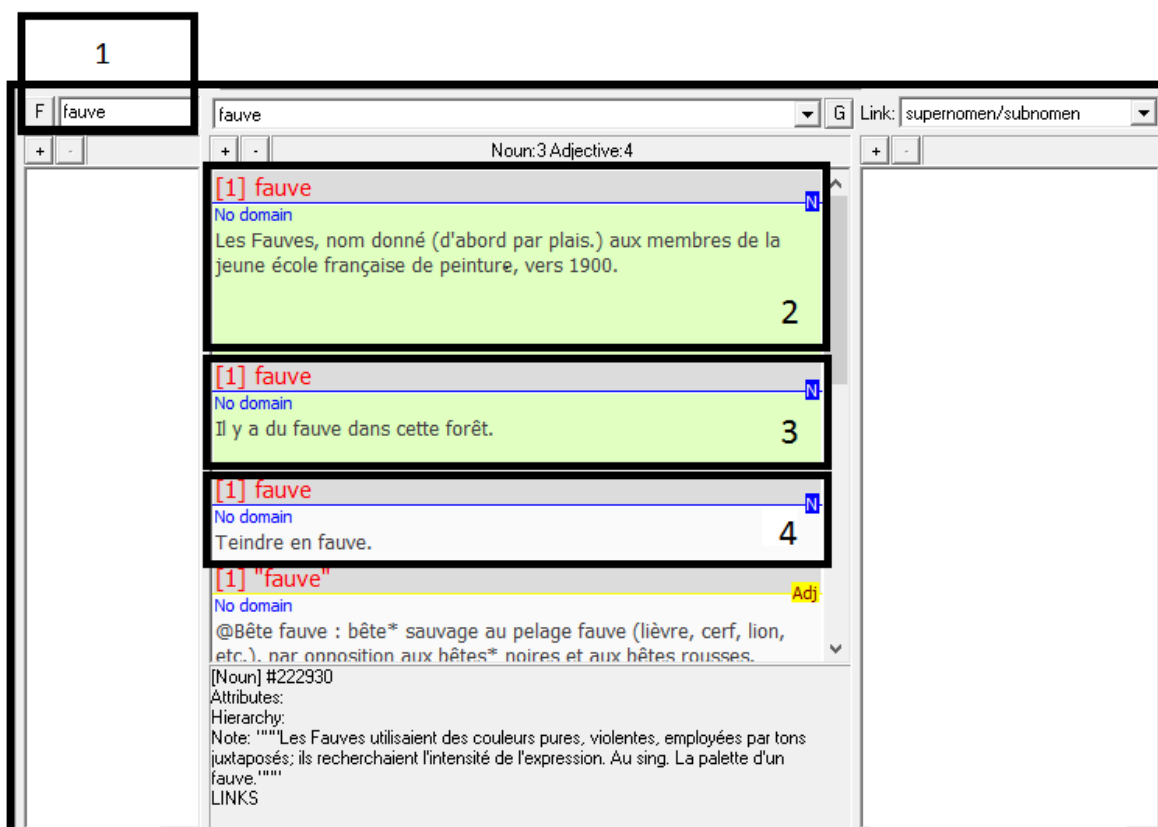 1
F fauve
fauve G Link: supernomen/subnomen
+ - + - Noun:3 Adjective:4 + -
[1] fauve
N
No domain
Les Fauves, nom donné (d'abord par plais.) aux membres de la
jeune école française de peinture, vers 1900.
2
[1] fauve
N
No domain
Il y a du fauve dans cette forêt.
3
[1] fauve
N
No domain
Teindre en fauve.
4
[1] "fauve"
Adj
No domain
@Bête fauve : bête* sauvage au pelage fauve (lièvre, cerf, lion,
etc.), par opposition aux bêtes* noires et aux bêtes rousses.
[Noun] #222930
Attributes:
Hierarchy:
Note: '"""Les Fauves utilisaient des couleurs pures, violentes, employées par tons
juxtaposés; ils recherchaient l'intensité de l'expression. Au sing. La palette d'un
fauve."""'
LINKS